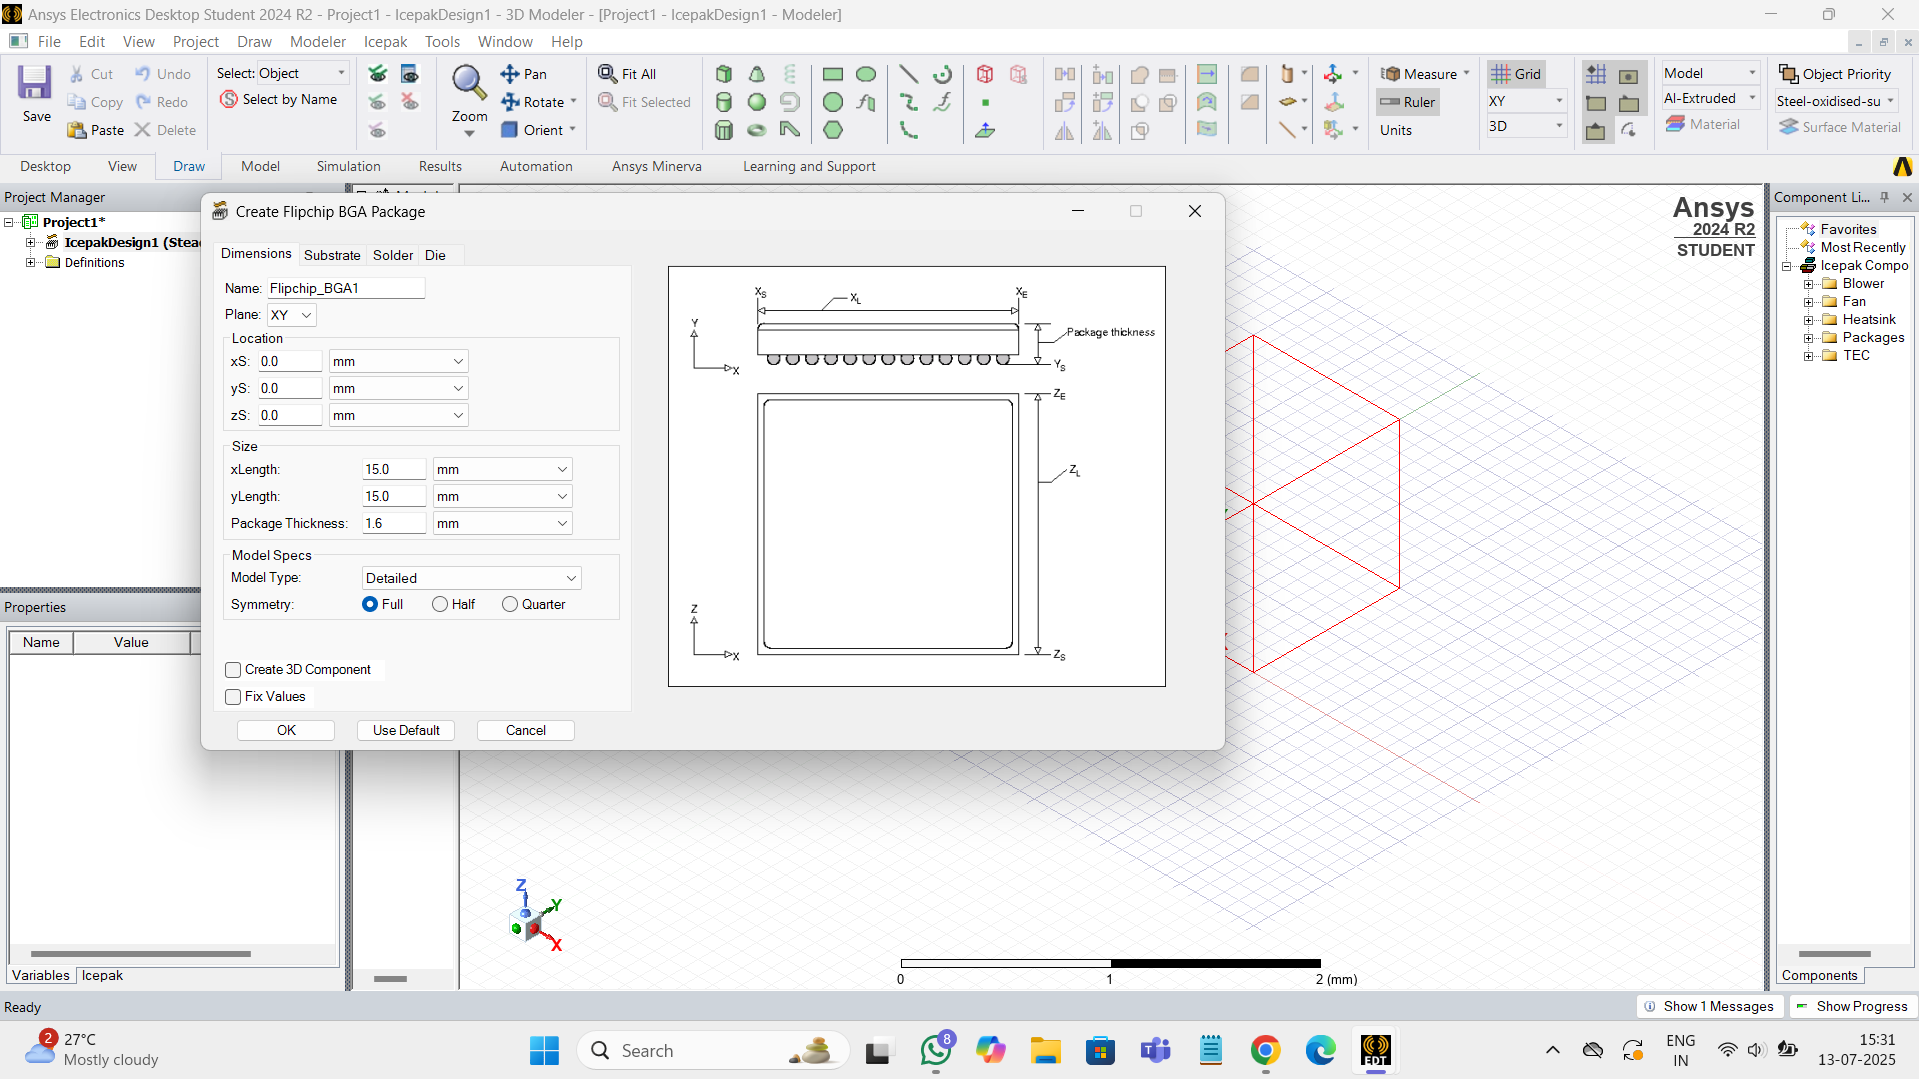 Ansys Electronics Desktop Student 2024 R2 - Project1 - IcepakDesign1 - 3D Modeler - [Project1 - IcepakDesign1 - Modeler]
File Edit View Project Draw Modeler Icepak Tools Window Help
Save
Cut
Copy
Paste
Undo
Redo
Delete
Select: Object
Select by Name
Zoom
Pan
Rotate
Orient
Fit All
Fit Selected
Measure
Ruler
Units
Grid
XY
3D
Model
Al-Extruded
Material
Object Priority
Steel-oxidised-su
Surface Material
Desktop View Draw Model Simulation Results Automation Ansys Minerva Learning and Support
Project Manager
Project1*
IcepakDesign1 (Stea
Definitions
Create Flipchip BGA Package
Dimensions Substrate Solder Die
Name: Flipchip_BGA1
Plane: XY
Location
xS: 0.0 mm
yS: 0.0 mm
zS: 0.0 mm
Size
xLength: 15.0 mm
yLength: 15.0 mm
Package Thickness: 1.6 mm
Model Specs
Model Type: Detailed
Symmetry: Full Half Quarter
Create 3D Component
Fix Values
OK Use Default Cancel
XS XL XE
Y
X
Package thickness
YS
ZE
ZL
Z
X
ZS
Ansys
2024 R2
STUDENT
Component Li...
Favorites
Most Recently
Icepak Compo
Blower
Fan
Heatsink
Packages
TEC
Components
Properties
Name Value
Variables Icepak
Z
Y
X
0 1 2 (mm)
Ready
Show 1 Messages Show Progress
2
27°C
Mostly cloudy
Search
8
EDT
ENG
IN
15:31
13-07-2025